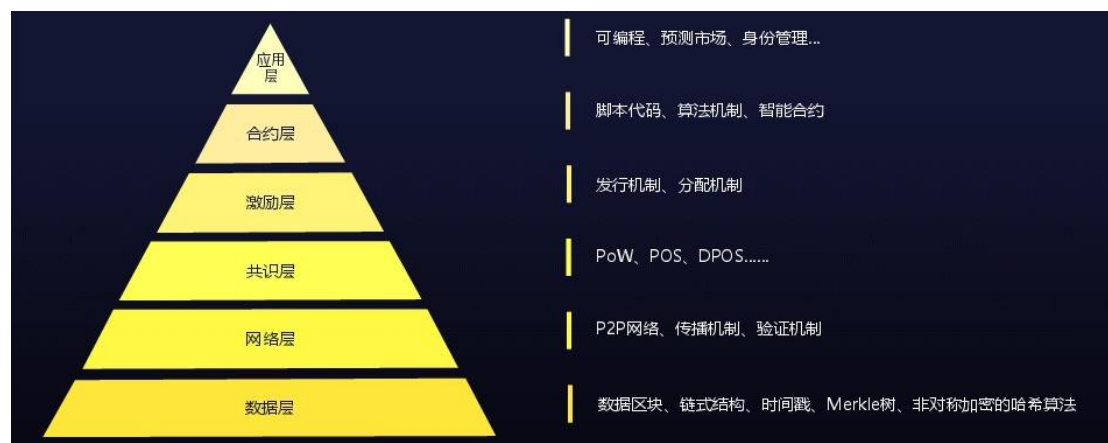 应用
层
可编程、预测市场、身份管理...
合约层
脚本代码、算法机制、智能合约
激励层
发行机制、分配机制
共识层
PoW、POS、DPOS......
网络层
P2P网络、传播机制、验证机制
数据层
数据区块、链式结构、时间戳、Merkle树、非对称加密的哈希算法